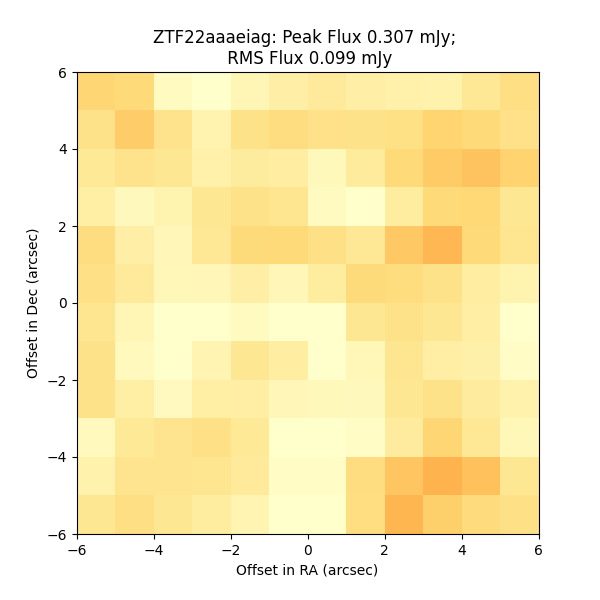 ZTF22aaaeiag: Peak Flux 0.307 mJy;
RMS Flux 0.099 mJy
6
4
2
0
−2
−4
−6
Offset in Dec (arcsec)
−6 −4 −2 0 2 4 6
Offset in RA (arcsec)